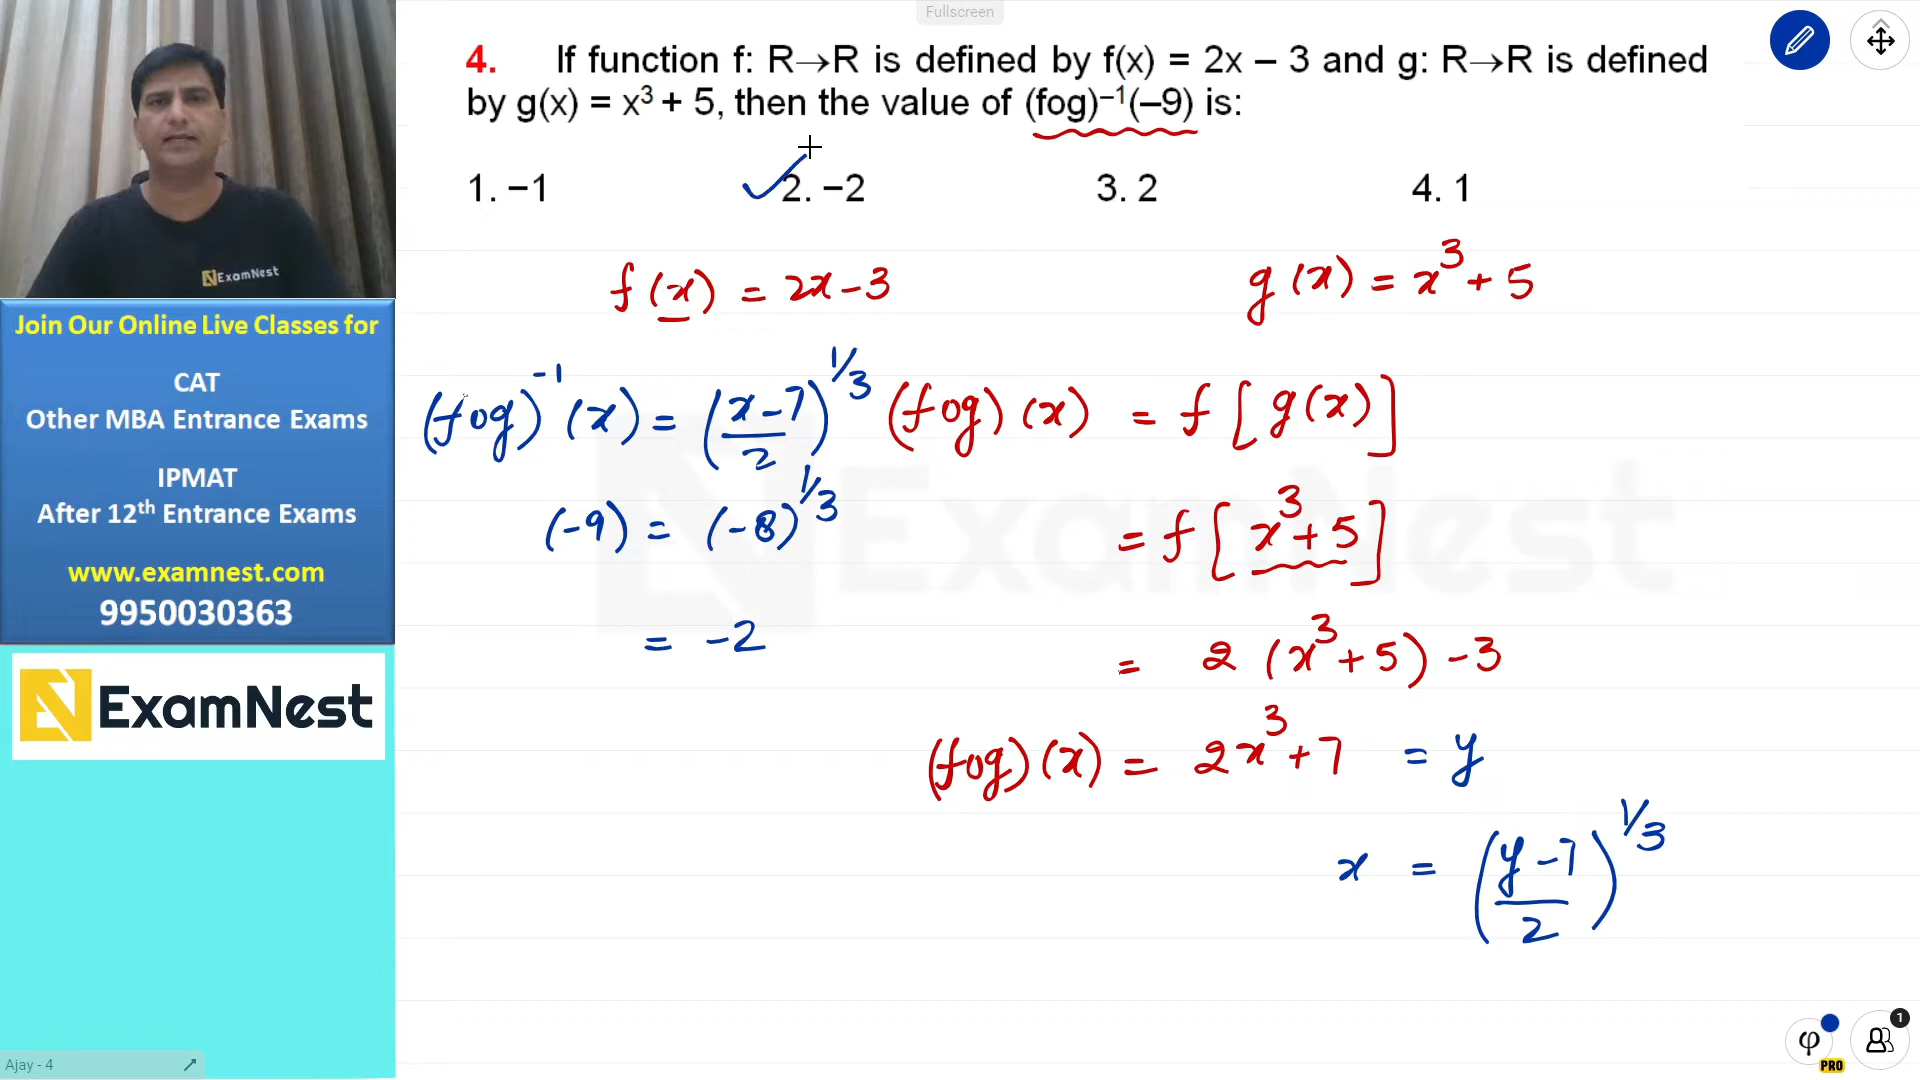 Fullscreen
4. If function f: R→R is defined by f(x) = 2x – 3 and g: R→R is defined
by g(x) = x³ + 5, then the value of (fog)⁻¹(–9) is:
1. –1 2. –2 3. 2 4. 1
f(x) = 2x - 3
g(x) = x³ + 5
(fog)⁻¹(x) = ((x - 7)/2)^1/3
(-9) = (-8)^1/3
= -2
(fog)(x) = f[g(x)]
= f[x³ + 5]
= 2(x³ + 5) - 3
(fog)(x) = 2x³ + 7 = y
x = ((y - 7)/2)^1/3
ExamNest
ExamNest
Join Our Online Live Classes for
CAT
Other MBA Entrance Exams
IPMAT
After 12th Entrance Exams
www.examnest.com
9950030363
ExamNest
Ajay - 4
φ
PRO
1